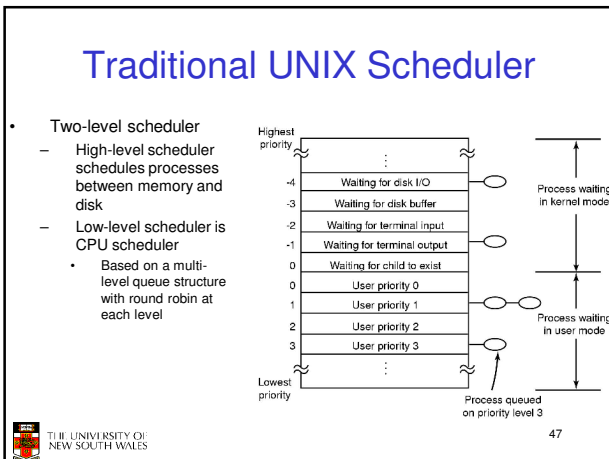 Traditional UNIX Scheduler
• Two-level scheduler
– High-level scheduler
schedules processes
between memory and
disk
– Low-level scheduler is
CPU scheduler
• Based on a multi-
level queue structure
with round robin at
each level
Highest
priority
-4 Waiting for disk I/O
-3 Waiting for disk buffer
-2 Waiting for terminal input
-1 Waiting for terminal output
0 Waiting for child to exist
0 User priority 0
1 User priority 1
2 User priority 2
3 User priority 3
Lowest
priority
Process waiting
in kernel mode
Process waiting
in user mode
Process queued
on priority level 3
THE UNIVERSITY OF
NEW SOUTH WALES
47